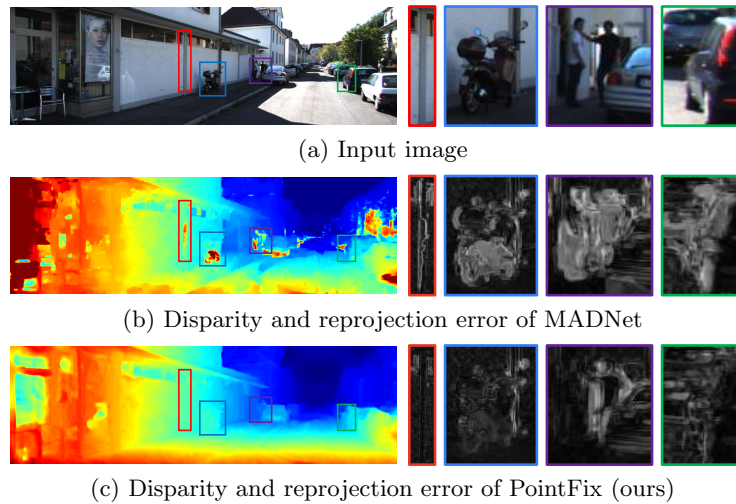 (a) Input image
(b) Disparity and reprojection error of MADNet
(c) Disparity and reprojection error of PointFix (ours)